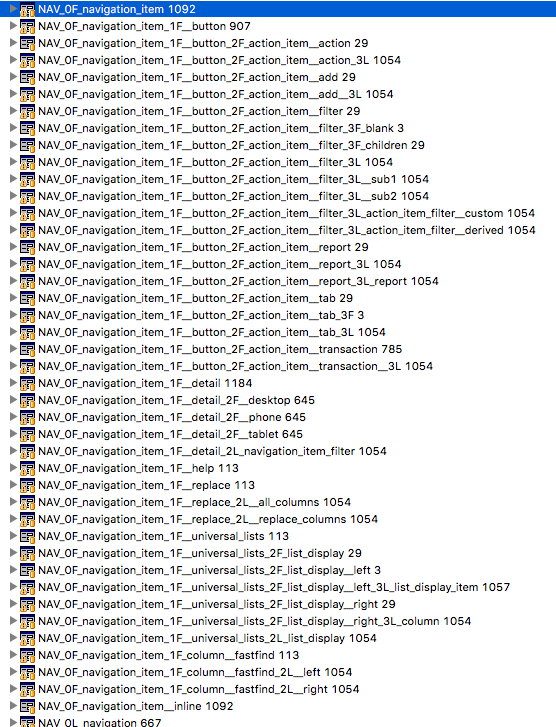 NAV_0F_navigation_item 1092
NAV_0F_navigation_item_1F__button 907
NAV_0F_navigation_item_1F__button_2F_action_item__action 29
NAV_0F_navigation_item_1F__button_2F_action_item__action_3L 1054
NAV_0F_navigation_item_1F__button_2F_action_item__add 29
NAV_0F_navigation_item_1F__button_2F_action_item__add__3L 1054
NAV_0F_navigation_item_1F__button_2F_action_item__filter 29
NAV_0F_navigation_item_1F__button_2F_action_item__filter_3F_blank 3
NAV_0F_navigation_item_1F__button_2F_action_item__filter_3F_children 29
NAV_0F_navigation_item_1F__button_2F_action_item__filter_3L 1054
NAV_0F_navigation_item_1F__button_2F_action_item__filter_3L__sub1 1054
NAV_0F_navigation_item_1F__button_2F_action_item__filter_3L__sub2 1054
NAV_0F_navigation_item_1F__button_2F_action_item__filter_3L_action_item_filter__custom 1054
NAV_0F_navigation_item_1F__button_2F_action_item__filter_3L_action_item_filter__derived 1054
NAV_0F_navigation_item_1F__button_2F_action_item__report 29
NAV_0F_navigation_item_1F__button_2F_action_item__report_3L 1054
NAV_0F_navigation_item_1F__button_2F_action_item__report_3L_report 1054
NAV_0F_navigation_item_1F__button_2F_action_item__tab 29
NAV_0F_navigation_item_1F__button_2F_action_item__tab_3F 3
NAV_0F_navigation_item_1F__button_2F_action_item__tab_3L 1054
NAV_0F_navigation_item_1F__button_2F_action_item__transaction 785
NAV_0F_navigation_item_1F__button_2F_action_item__transaction__3L 1054
NAV_0F_navigation_item_1F__detail 1184
NAV_0F_navigation_item_1F__detail_2F__desktop 645
NAV_0F_navigation_item_1F__detail_2F__phone 645
NAV_0F_navigation_item_1F__detail_2F__tablet 645
NAV_0F_navigation_item_1F__detail_2L_navigation_item_filter 1054
NAV_0F_navigation_item_1F__help 113
NAV_0F_navigation_item_1F__replace 113
NAV_0F_navigation_item_1F__replace_2L__all_columns 1054
NAV_0F_navigation_item_1F__replace_2L__replace_columns 1054
NAV_0F_navigation_item_1F__universal_lists 113
NAV_0F_navigation_item_1F__universal_lists_2F_list_display 29
NAV_0F_navigation_item_1F__universal_lists_2F_list_display__left 3
NAV_0F_navigation_item_1F__universal_lists_2F_list_display__left_3L_list_display_item 1057
NAV_0F_navigation_item_1F__universal_lists_2F_list_display__right 29
NAV_0F_navigation_item_1F__universal_lists_2F_list_display__right_3L_column 1054
NAV_0F_navigation_item_1F__universal_lists_2L_list_display 1054
NAV_0F_navigation_item_1F_column__fastfind 113
NAV_0F_navigation_item_1F_column__fastfind_2L__left 1054
NAV_0F_navigation_item_1F_column__fastfind_2L__right 1054
NAV_0F_navigation_item__inline 1092
NAV_0L_navigation 667